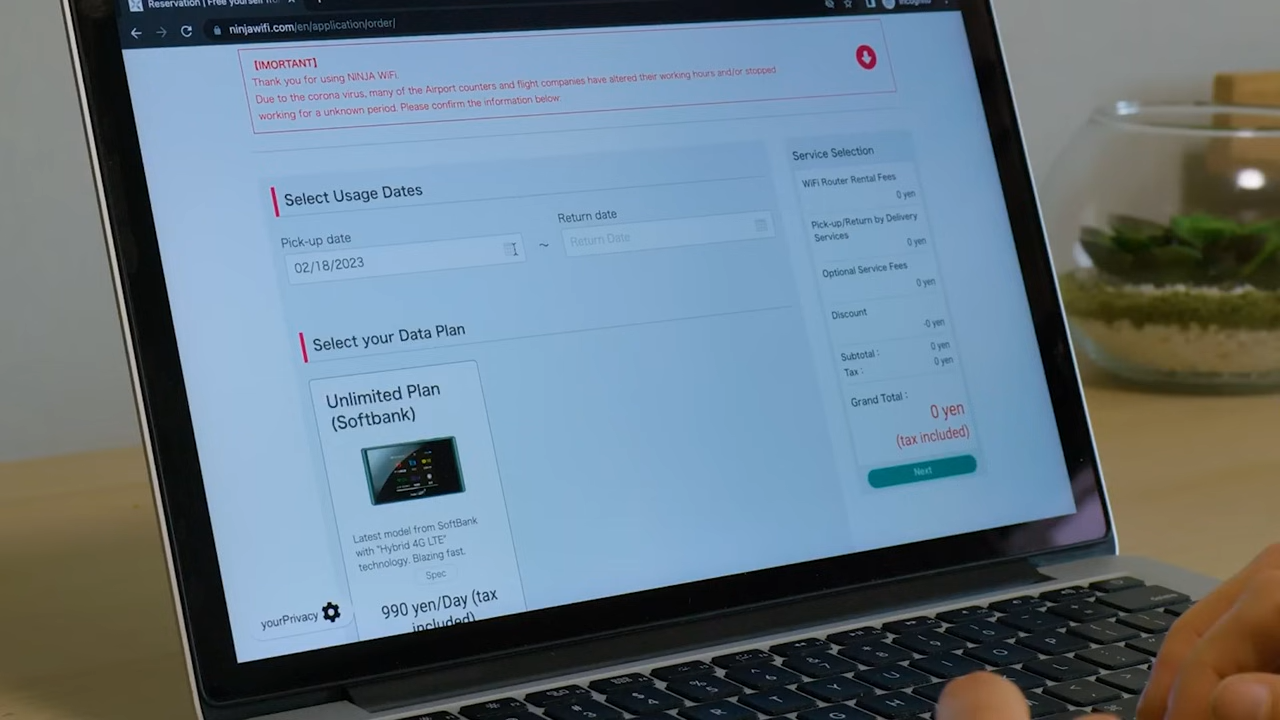 Reservation | Free yourself from
ninjawifi.com/en/application/order/
Incognito
[IMORTANT]
Thank you for using NINJA WiFi.
Due to the corona virus, many of the Airport counters and flight companies have altered their working hours and/or stopped
working for a unknown period. Please confirm the information below.
Select Usage Dates
Pick-up date
02/18/2023
~
Return date
Return Date
Select your Data Plan
Unlimited Plan
(Softbank)
Latest model from SoftBank
with "Hybrid 4G LTE"
technology. Blazing fast.
Spec
990 yen/Day (tax
included)
yourPrivacy
Service Selection
WiFi Router Rental Fees
0 yen
Pick-up/Return by Delivery
Services
0 yen
Optional Service Fees
0 yen
Discount
-0 yen
Subtotal : 0 yen
Tax : 0 yen
Grand Total :
0 yen
(tax included)
Next